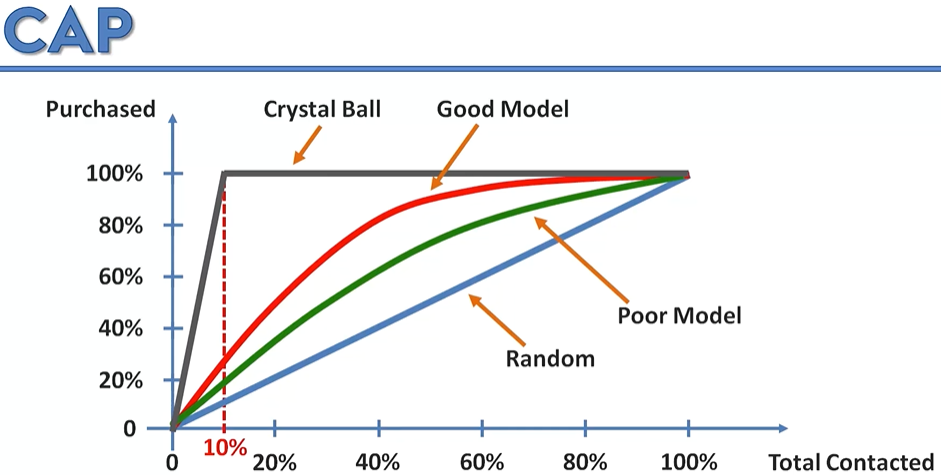 CAP
Purchased
Crystal Ball
Good Model
100%
80%
60%
40%
20%
0
Poor Model
Random
10%
0
20%
40%
60%
80%
100%
Total Contacted